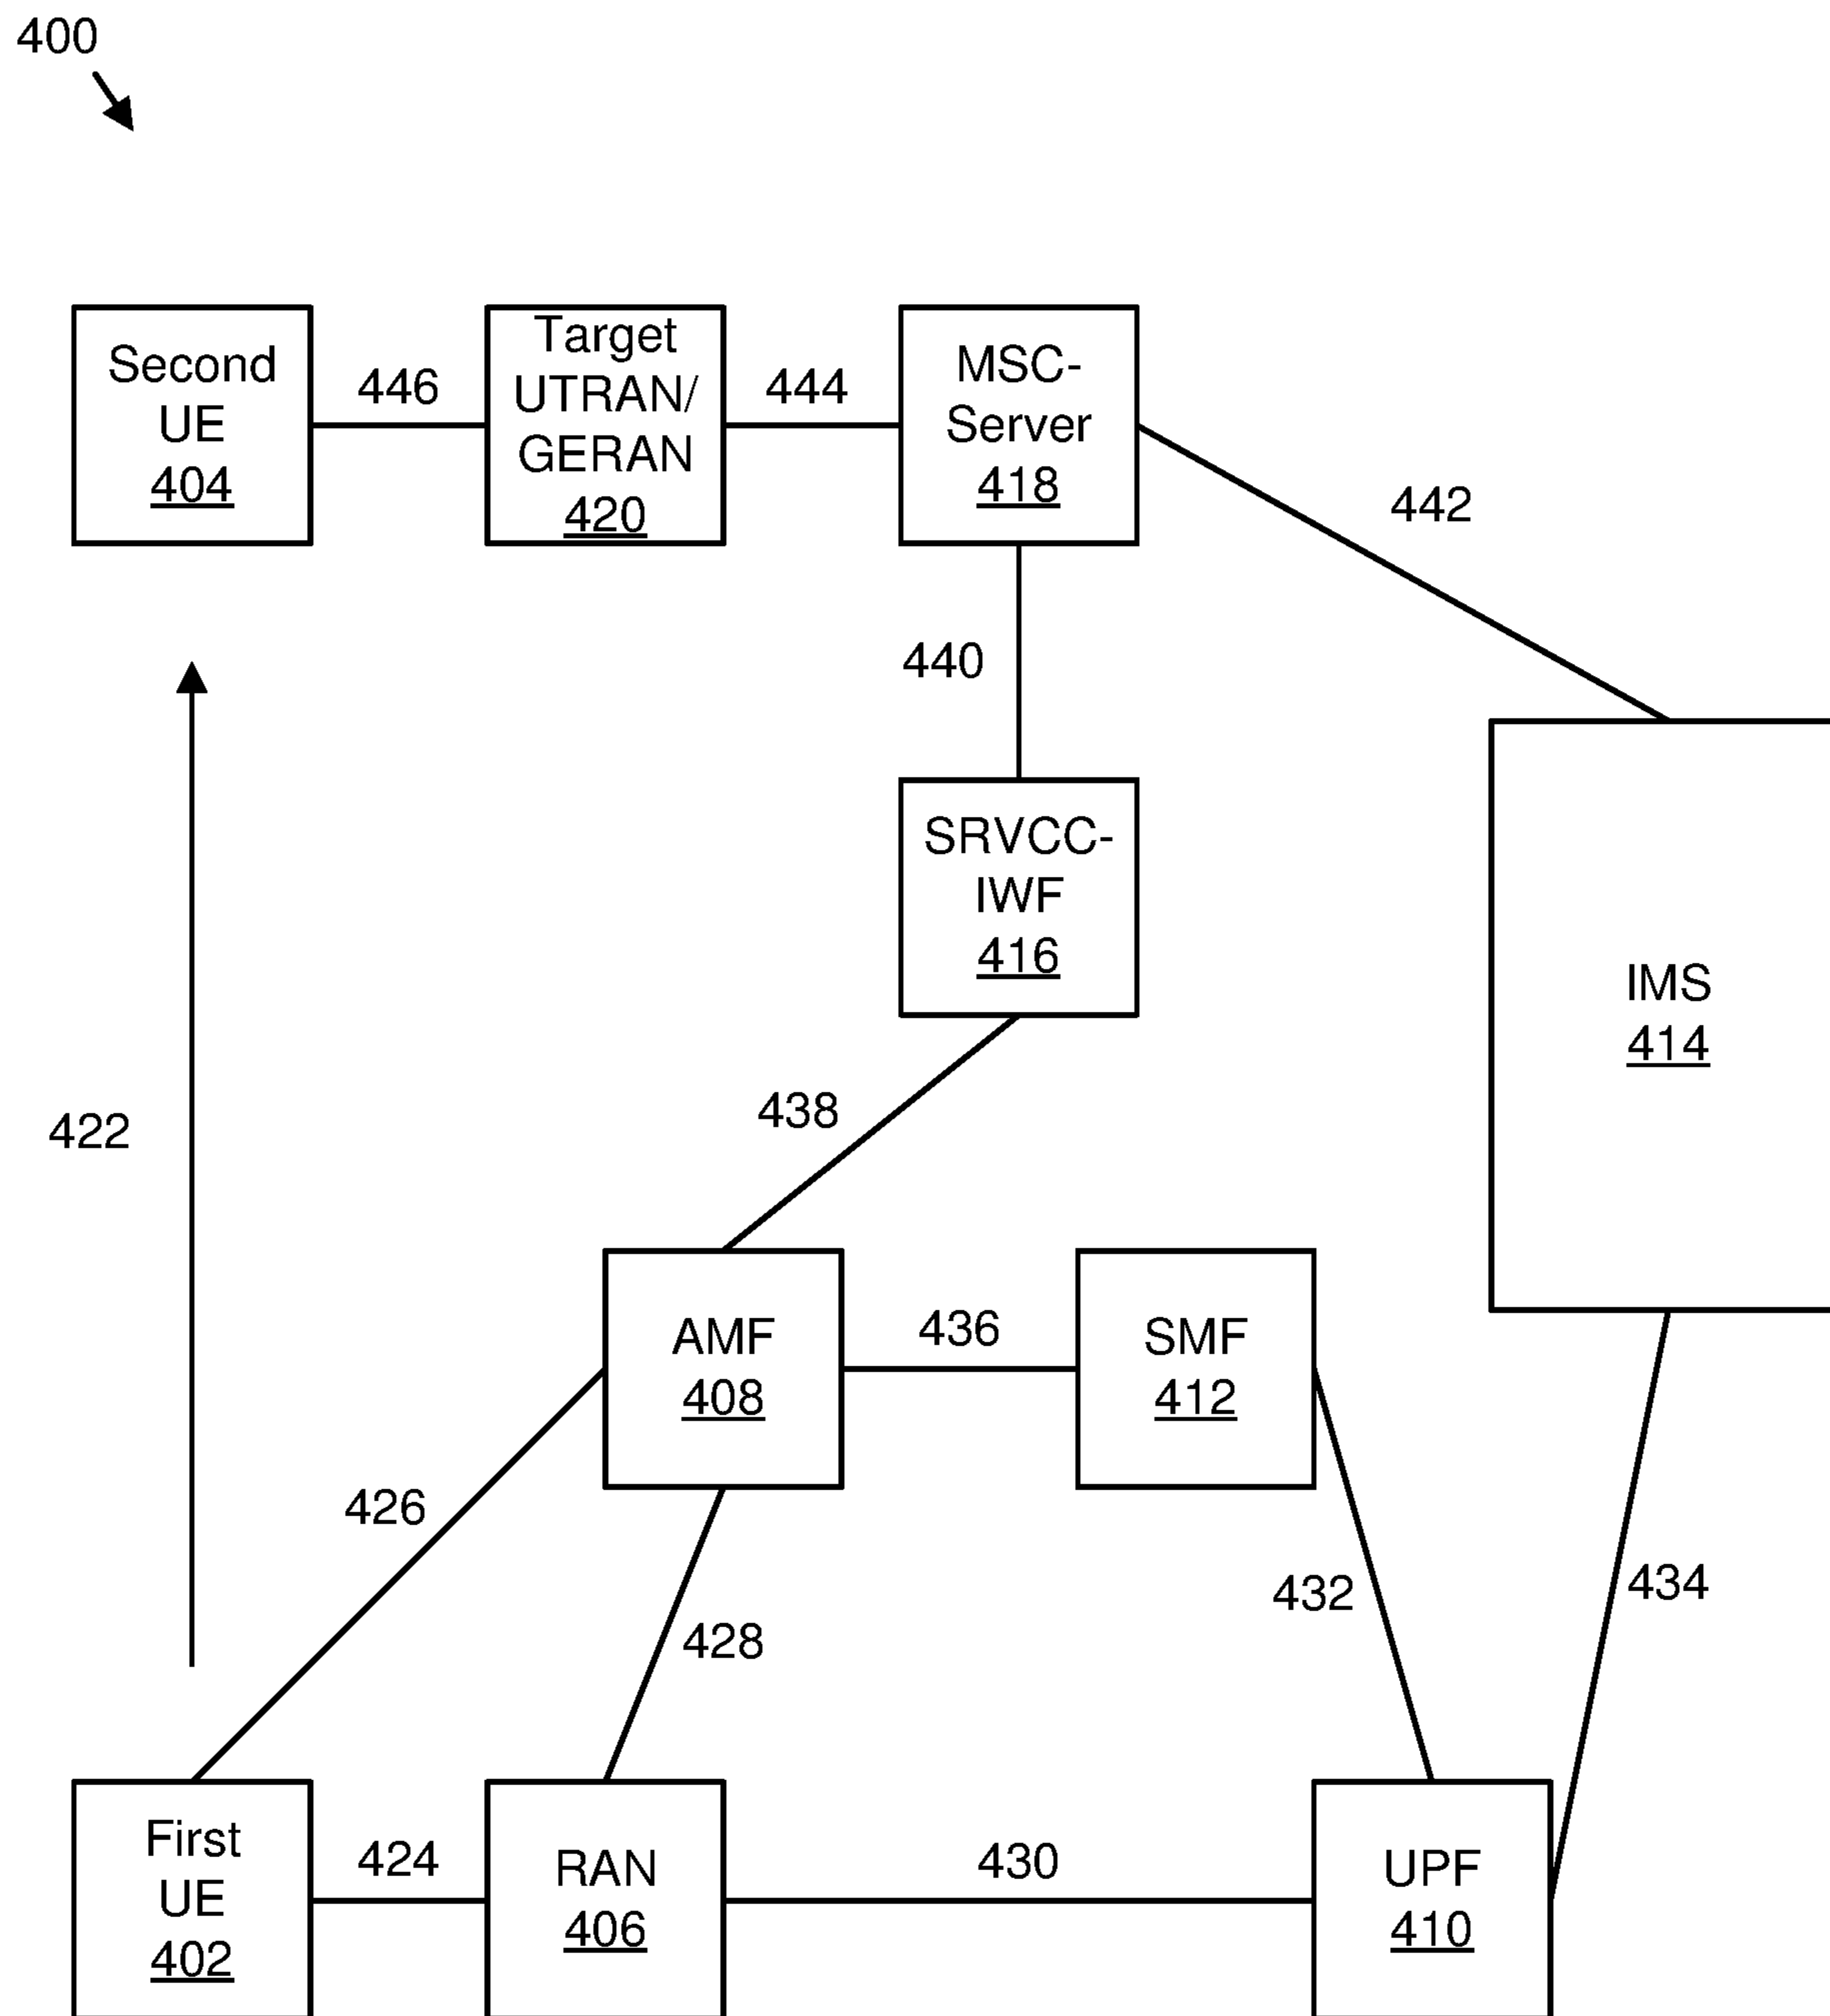 400
Second
UE
404
446
Target
UTRAN/
GERAN
420
444
MSC-
Server
418
442
440
SRVCC-
IWF
416
IMS
414
438
422
AMF
408
436
SMF
412
426
428
432
434
First
UE
402
424
RAN
406
430
UPF
410